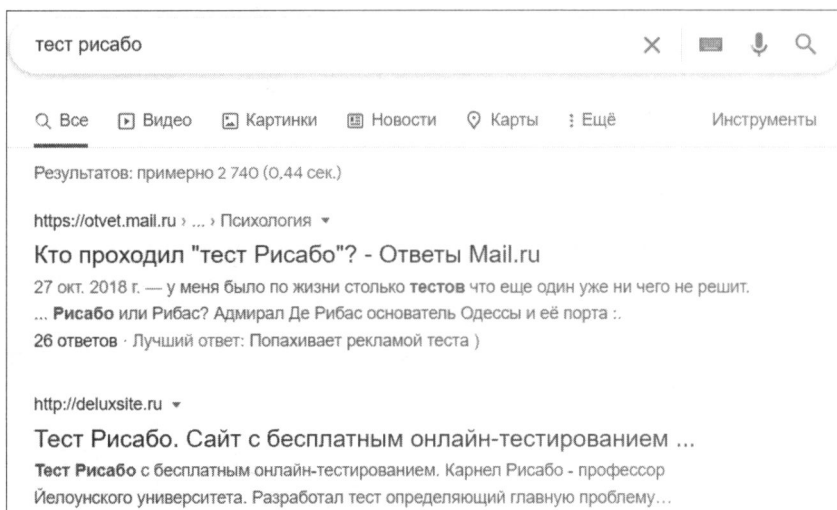 тест рисабо
Все Видео Картинки Новости Карты Ещё Инструменты
Результатов: примерно 2 740 (0,44 сек.)
https://otvet.mail.ru › ... › Психология
Кто проходил "тест Рисабо"? - Ответы Mail.ru
27 окт. 2018 г. — у меня было по жизни столько тестов что еще один уже ни чего не решит.
... Рисабо или Рибас? Адмирал Де Рибас основатель Одессы и её порта :.
26 ответов · Лучший ответ: Попахивает рекламой теста )
http://deluxsite.ru
Тест Рисабо. Сайт с бесплатным онлайн-тестированием ...
Тест Рисабо с бесплатным онлайн-тестированием. Карнел Рисабо - профессор
Йелоунского университета. Разработал тест определяющий главную проблему...